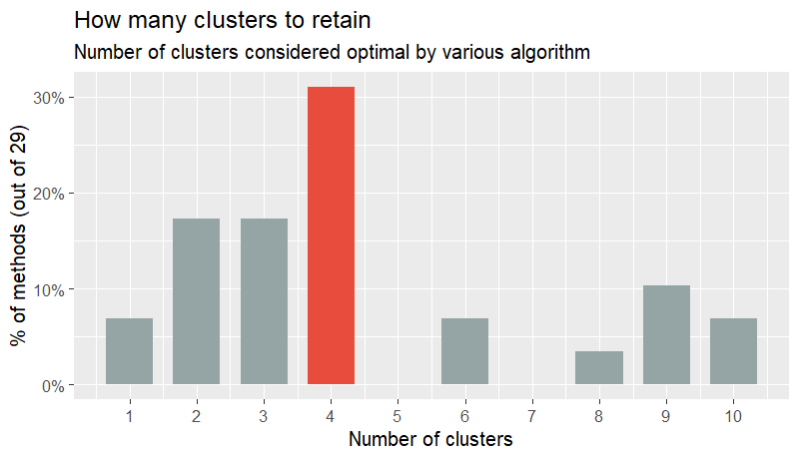 How many clusters to retain
Number of clusters considered optimal by various algorithm
% of methods (out of 29)
30%
20%
10%
0%
1 2 3 4 5 6 7 8 9 10
Number of clusters